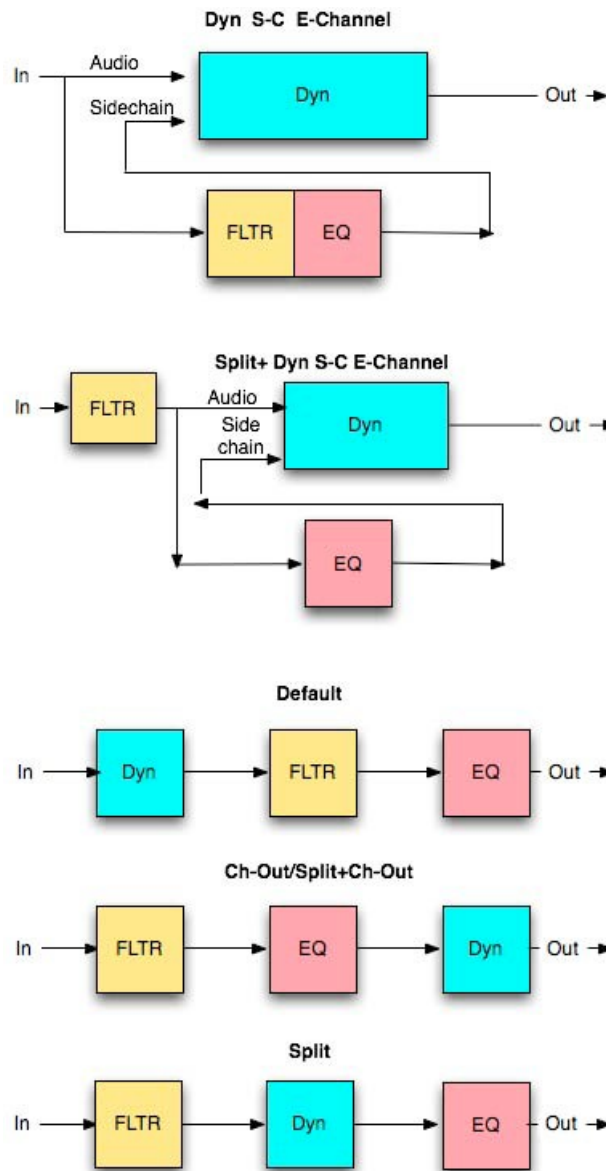 Dyn S-C E-Channel
In
Audio
Sidechain
Dyn
Out
FLTR
EQ
Split+ Dyn S-C E-Channel
In
FLTR
Audio
Side
chain
Dyn
Out
EQ
Default
In
Dyn
FLTR
EQ
Out
Ch-Out/Split+Ch-Out
In
FLTR
EQ
Dyn
Out
Split
In
FLTR
Dyn
EQ
Out